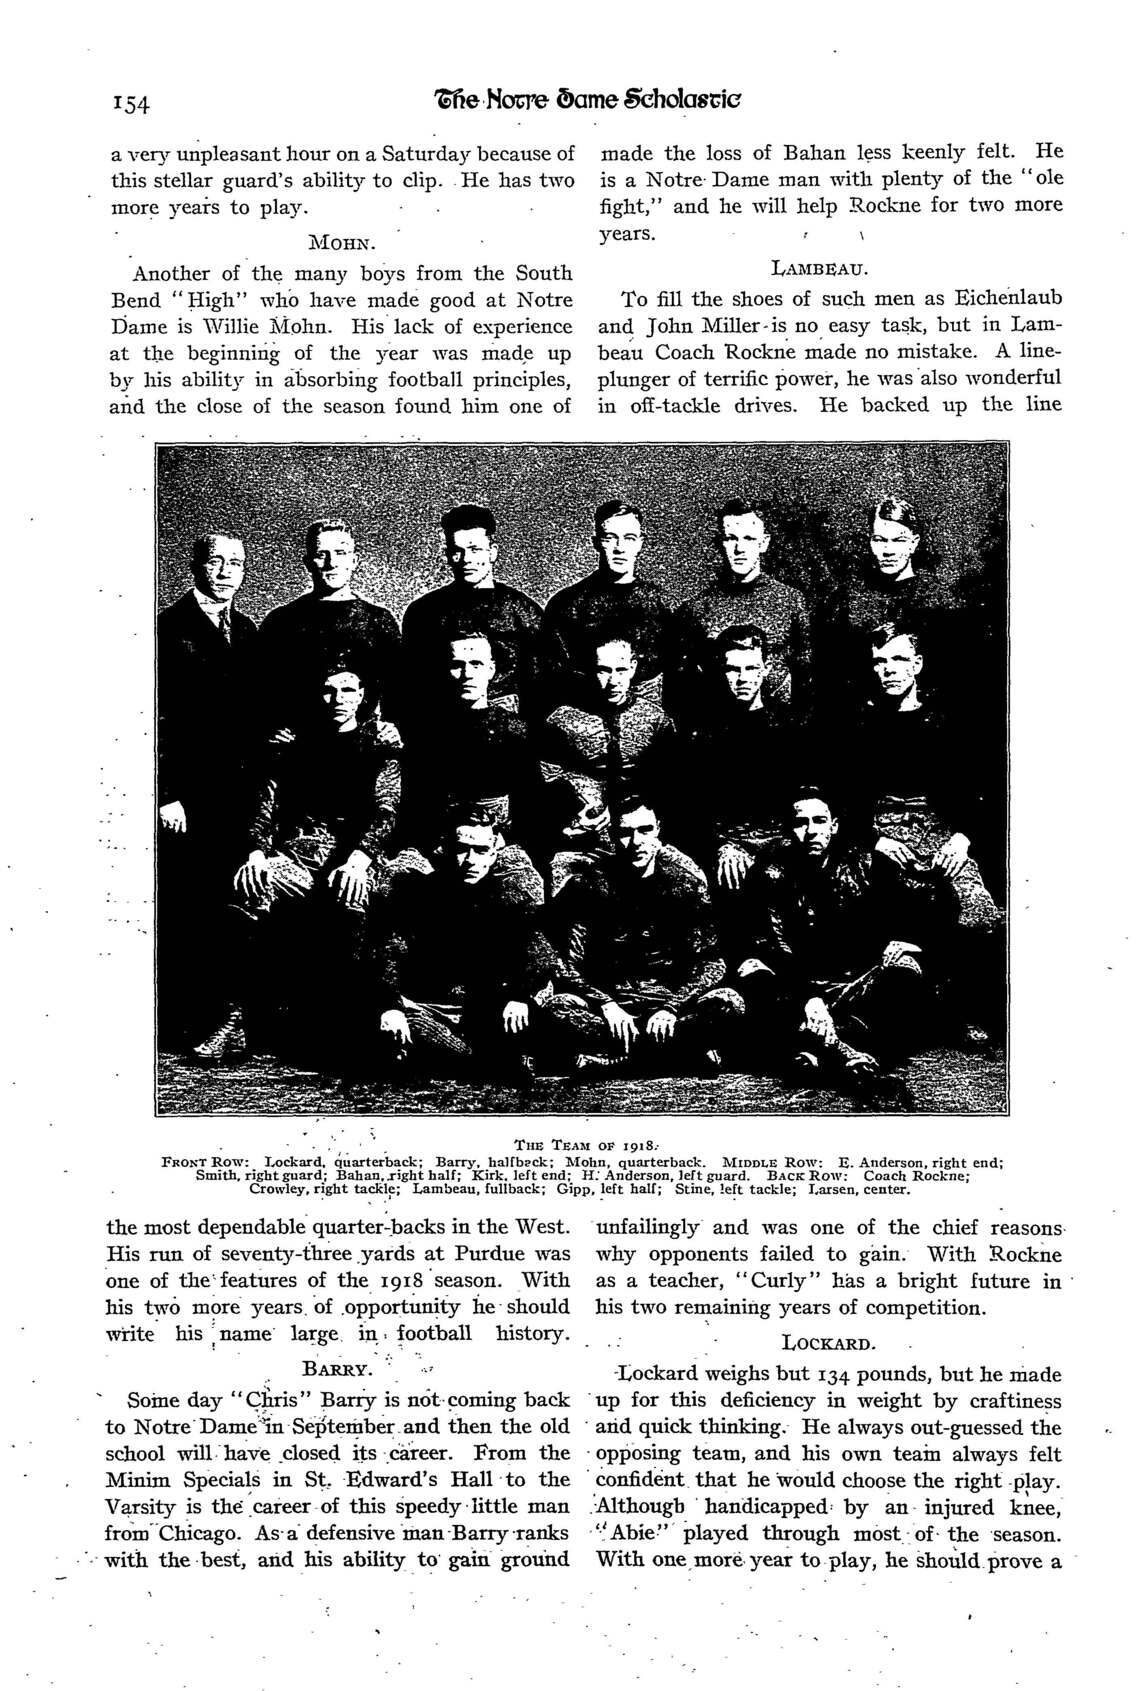 154
The Notre Dame Scholastic
a very unpleasant hour on a Saturday because of
this stellar guard's ability to clip. He has two
more years to play.
MOHN.
Another of the many boys from the South
Bend "High" who have made good at Notre
Dame is Willie Mohn. His lack of experience
at the beginning of the year was made up
by his ability in absorbing football principles,
and the close of the season found him one of
made the loss of Bahan less keenly felt. He
is a Notre Dame man with plenty of the "ole
fight," and he will help Rockne for two more
years.
LAMBEAU.
To fill the shoes of such men as Eichenlaub
and John Miller is no easy task, but in Lam-
beau Coach Rockne made no mistake. A line-
plunger of terrific power, he was also wonderful
in off-tackle drives. He backed up the line
THE TEAM OF 1918.
FRONT ROW: Lockard, quarterback; Barry, halfback; Mohn, quarterback. MIDDLE ROW: E. Anderson, right end;
Smith, right guard; Bahan, right half; Kirk, left end; H. Anderson, left guard. BACK ROW: Coach Rockne;
Crowley, right tackle; Lambeau, fullback; Gipp, left half; Stine, left tackle; Larsen, center.
the most dependable quarter-backs in the West.
His run of seventy-three yards at Purdue was
one of the features of the 1918 season. With
his two more years of opportunity he should
write his name large in football history.
BARRY.
Some day "Chris" Barry is not coming back
to Notre Dame in September and then the old
school will have closed its career. From the
Minim Specials in St. Edward's Hall to the
Varsity is the career of this speedy little man
from Chicago. As a defensive man Barry ranks
with the best, and his ability to gain ground
unfailingly and was one of the chief reasons
why opponents failed to gain. With Rockne
as a teacher, "Curly" has a bright future in
his two remaining years of competition.
LOCKARD.
Lockard weighs but 134 pounds, but he made
up for this deficiency in weight by craftiness
and quick thinking. He always out-guessed the
opposing team, and his own team always felt
confident that he would choose the right play.
Although handicapped by an injured knee,
"Abie" played through most of the season.
With one more year to play, he should prove a